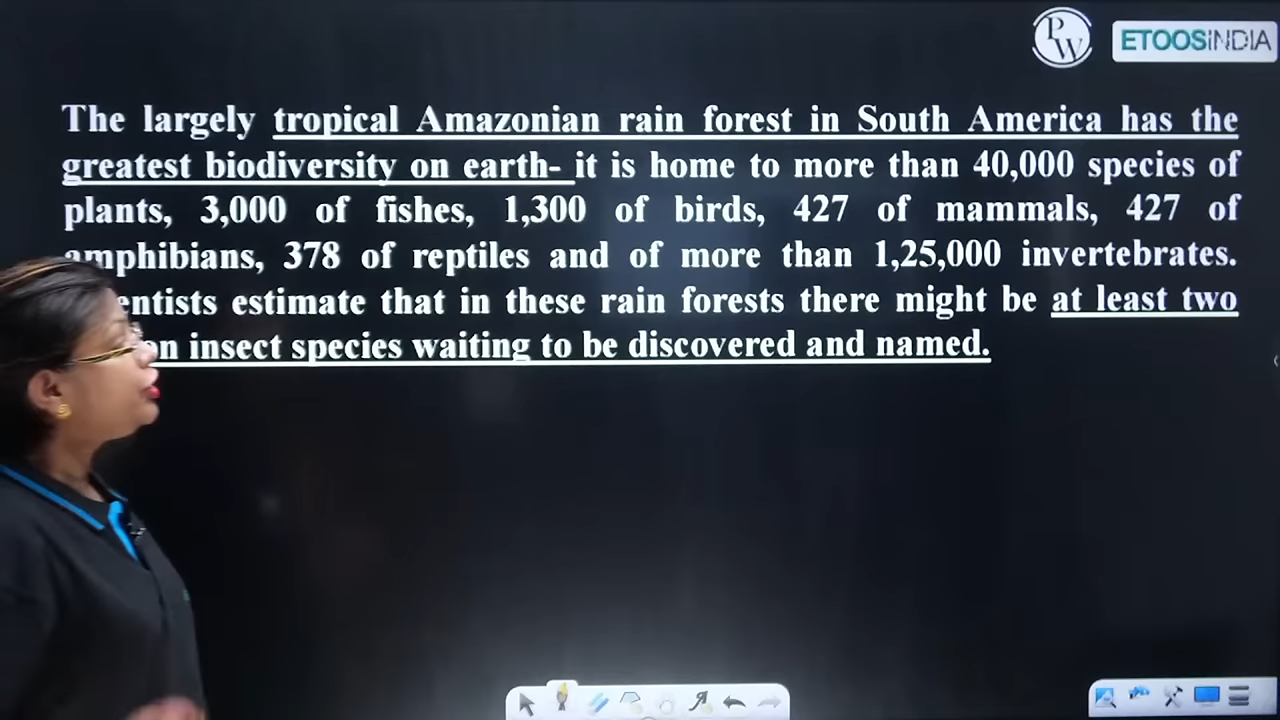 PW
ETOOSINDIA
The largely tropical Amazonian rain forest in South America has the
greatest biodiversity on earth- it is home to more than 40,000 species of
plants, 3,000 of fishes, 1,300 of birds, 427 of mammals, 427 of
amphibians, 378 of reptiles and of more than 1,25,000 invertebrates.
estimate that in these rain forests there might be at least two
insect species waiting to be discovered and named.